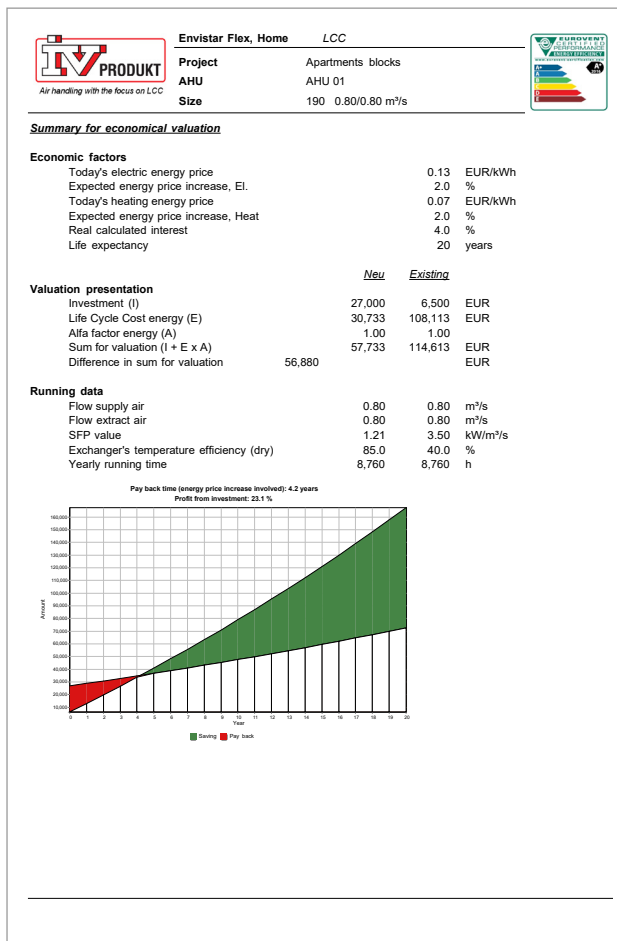 IV PRODUKT
Air handling with the focus on LCC
Envistar Flex, Home LCC
Project Apartments blocks
AHU AHU 01
Size 190 0.80/0.80 m³/s
EUROVENT
CERTIFIED
PERFORMANCE
ENERGY EFFICIENCY
www.eurovent-certification.com
A+
A
B
C
D
E
A+
2016
Summary for economical valuation
Economic factors
Today's electric energy price 0.13 EUR/kWh
Expected energy price increase, El. 2.0 %
Today's heating energy price 0.07 EUR/kWh
Expected energy price increase, Heat 2.0 %
Real calculated interest 4.0 %
Life expectancy 20 years
Neu Existing
Valuation presentation
Investment (I) 27,000 6,500 EUR
Life Cycle Cost energy (E) 30,733 108,113 EUR
Alfa factor energy (A) 1.00 1.00
Sum for valuation (I + E x A) 57,733 114,613 EUR
Difference in sum for valuation 56,880 EUR
Running data
Flow supply air 0.80 0.80 m³/s
Flow extract air 0.80 0.80 m³/s
SFP value 1.21 3.50 kW/m³/s
Exchanger's temperature efficiency (dry) 85.0 40.0 %
Yearly running time 8,760 8,760 h
Pay back time (energy price increase involved): 4.2 years
Profit from investment: 23.1 %
Amount
160,000
150,000
140,000
130,000
120,000
110,000
100,000
90,000
80,000
70,000
60,000
50,000
40,000
30,000
20,000
10,000
0 1 2 3 4 5 6 7 8 9 10 11 12 13 14 15 16 17 18 19 20
Year
Saving Pay back